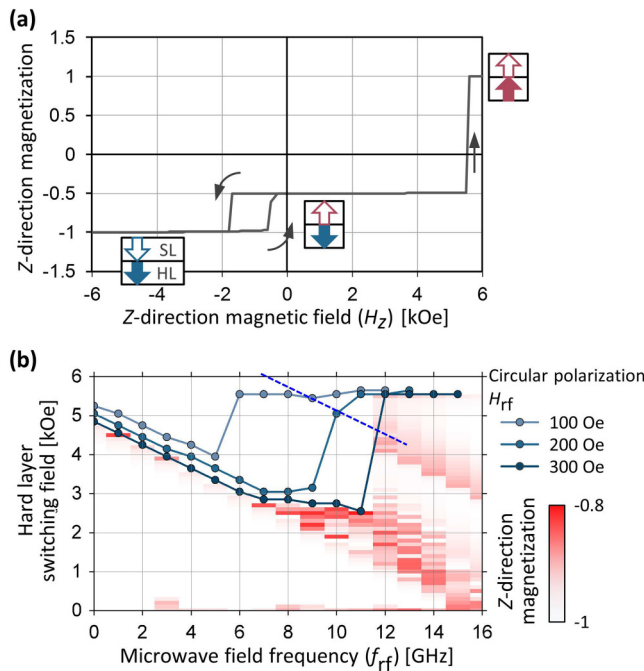 (a)
Z-direction magnetization
1.5
1
0.5
0
-0.5
-1
-1.5
SL
HL
-6
-4
-2
0
2
4
6
Z-direction magnetic field (HZ) [kOe]
(b)
Hard layer
switching field [kOe]
6
5
4
3
2
1
0
0
2
4
6
8
10
12
14
16
Microwave field frequency (frf) [GHz]
Circular polarization
Hrf
100 Oe
200 Oe
300 Oe
Z-direction
magnetization
-0.8
-1